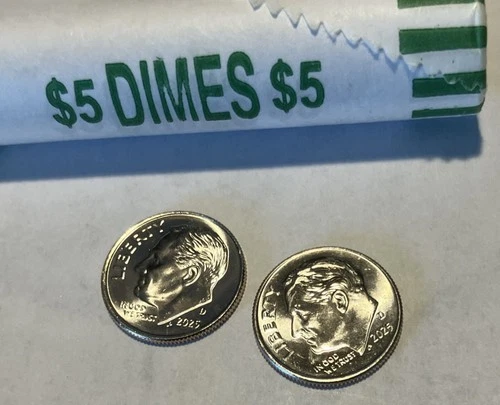 $5 DIMES $5
LIBERTY
IN GOD
WE TRUST
D
2025
LIBERTY
IN GOD
WE TRUST
D
2025